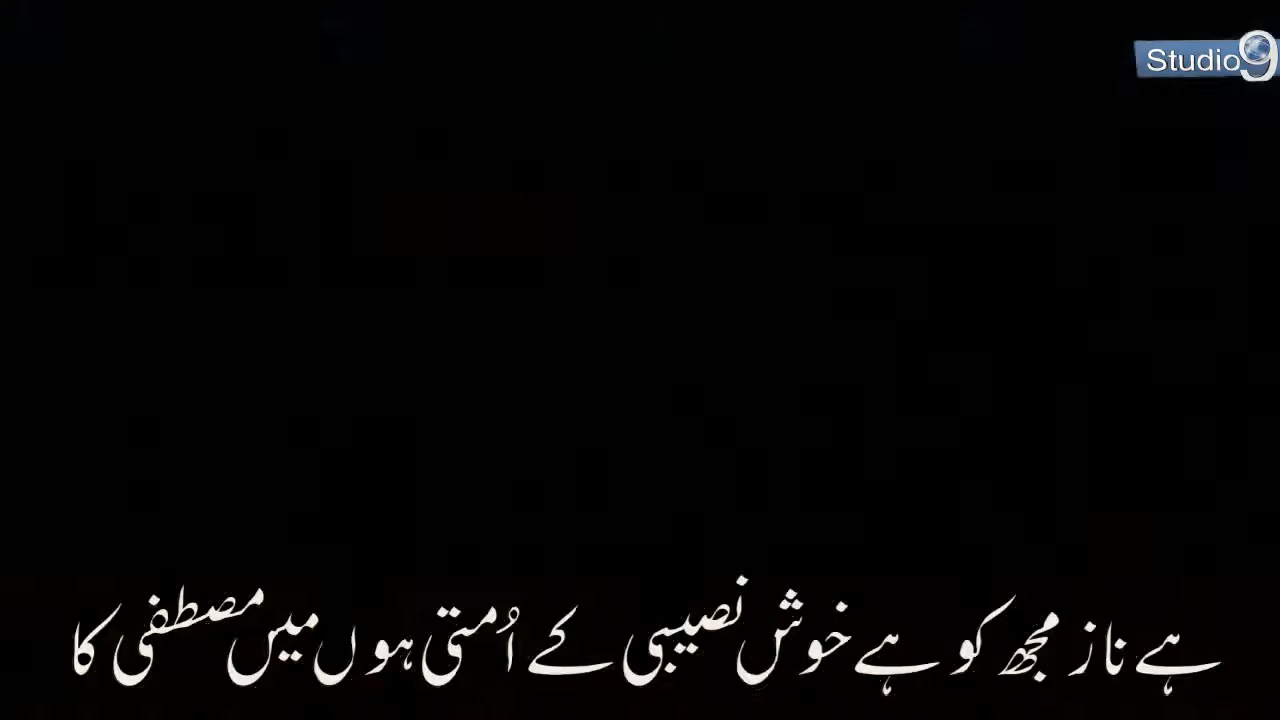 Studio9
ہے ناز مجھ کو ہے خوش نصیبی کے اُمتی ہوں میں مصطفی کا